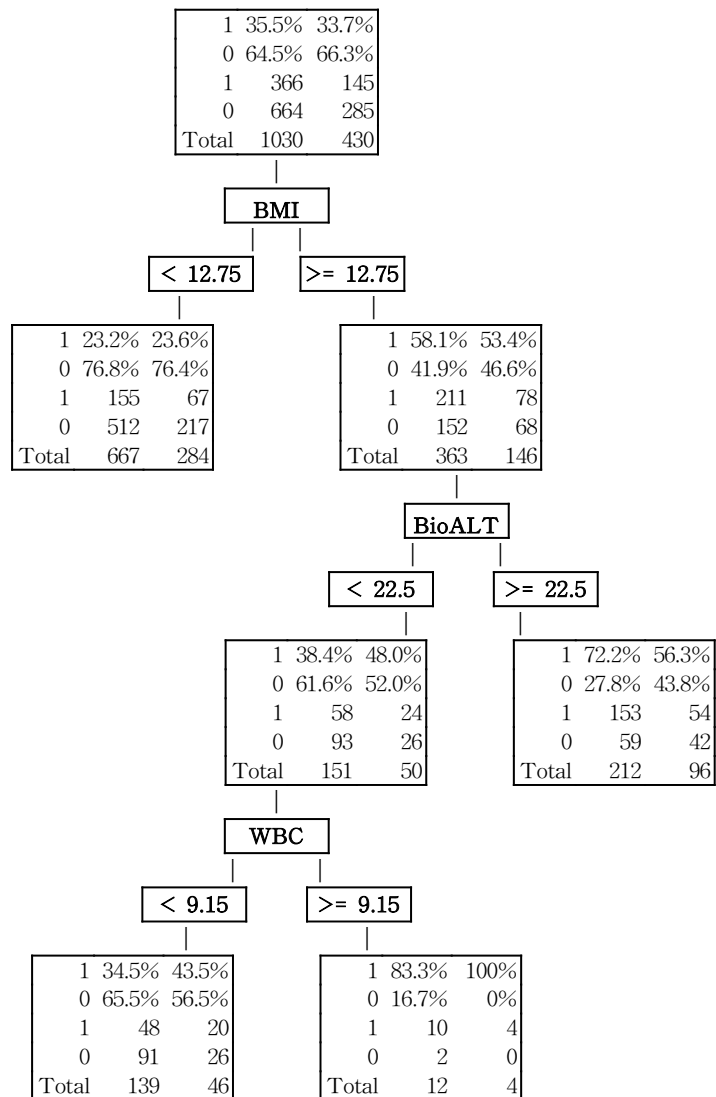 1 35.5% 33.7%
0 64.5% 66.3%
1 366 145
0 664 285
Total 1030 430
BMI
< 12.75
>= 12.75
1 23.2% 23.6%
0 76.8% 76.4%
1 155 67
0 512 217
Total 667 284
1 58.1% 53.4%
0 41.9% 46.6%
1 211 78
0 152 68
Total 363 146
BioALT
< 22.5
>= 22.5
1 38.4% 48.0%
0 61.6% 52.0%
1 58 24
0 93 26
Total 151 50
1 72.2% 56.3%
0 27.8% 43.8%
1 153 54
0 59 42
Total 212 96
WBC
< 9.15
>= 9.15
1 34.5% 43.5%
0 65.5% 56.5%
1 48 20
0 91 26
Total 139 46
1 83.3% 100%
0 16.7% 0%
1 10 4
0 2 0
Total 12 4